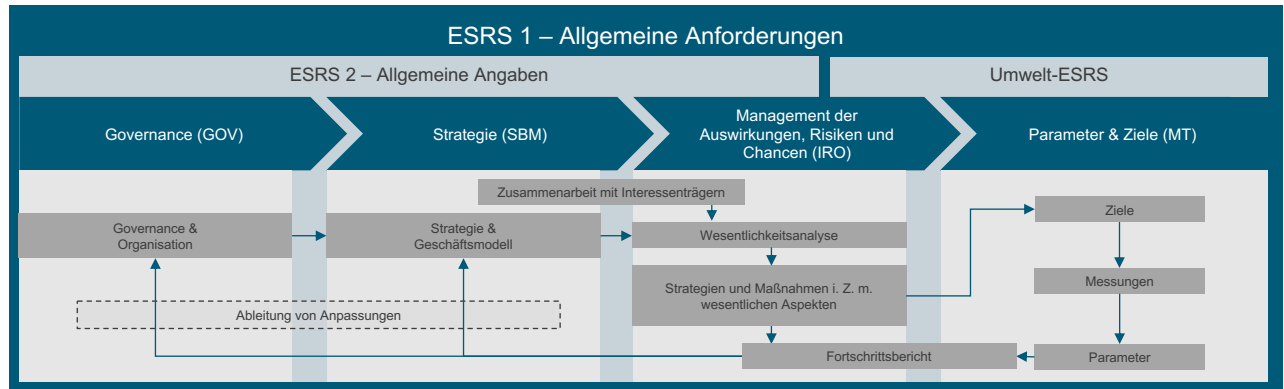 ESRS 1 – Allgemeine Anforderungen
ESRS 2 – Allgemeine Angaben
Umwelt-ESRS
Governance (GOV)
Strategie (SBM)
Management der
Auswirkungen, Risiken und
Chancen (IRO)
Parameter & Ziele (MT)
Zusammenarbeit mit Interessenträgern
Governance &
Organisation
Strategie &
Geschäftsmodell
Wesentlichkeitsanalyse
Ziele
Strategien und Maßnahmen i. Z. m.
wesentlichen Aspekten
Messungen
Ableitung von Anpassungen
Fortschrittsbericht
Parameter